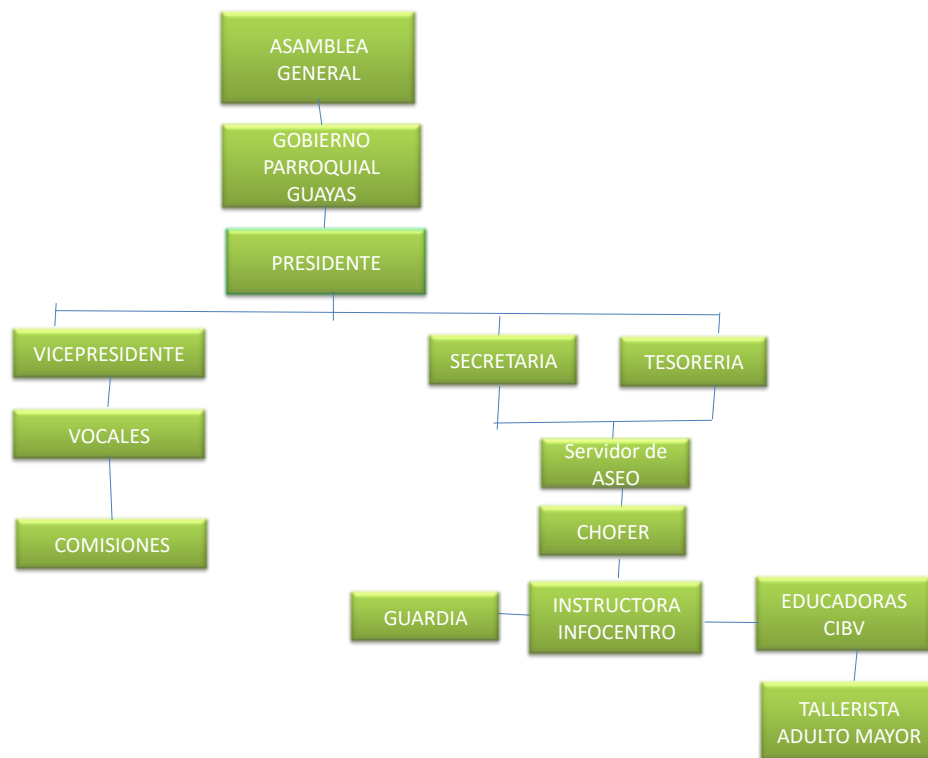 ASAMBLEA
GENERAL
GOBIERNO
PARROQUIAL
GUAYAS
PRESIDENTE
VICEPRESIDENTE
SECRETARIA
TESORERIA
VOCALES
Servidor de
ASEO
CHOFER
COMISIONES
GUARDIA
INSTRUCTORA
INFOCENTRO
EDUCADORAS
CIBV
TALLERISTA
ADULTO MAYOR